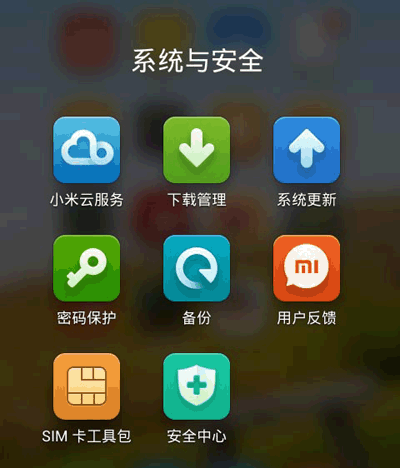 系统与安全
小米云服务
下载管理
系统更新
密码保护
备份
mi
用户反馈
SIM 卡工具包
安全中心